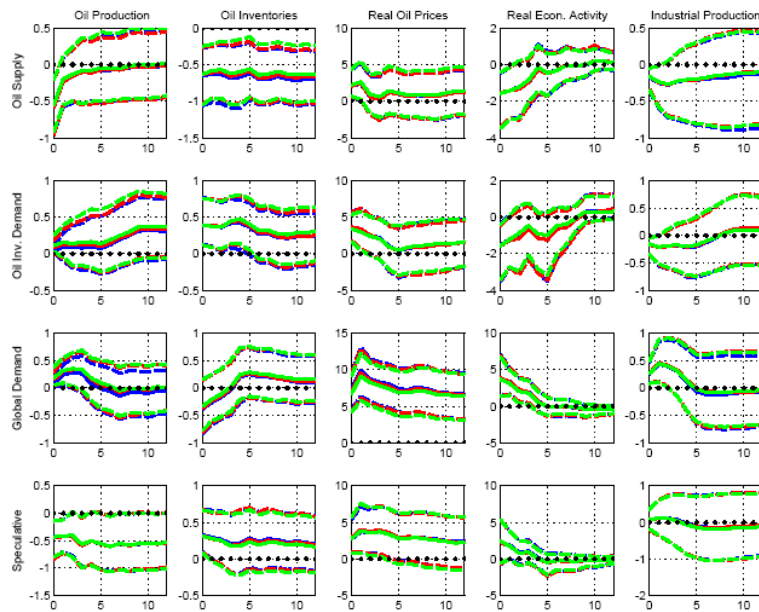 Oil Production Oil Inventories Real Oil Prices Real Econ. Activity Industrial Production
Oil Supply
0.5 0 -0.5 -1
0 5 10
0.5 0 -0.5 -1 -1.5
0 5 10
10 5 0 -5
0 5 10
2 0 -2 -4
0 5 10
0.5 0 -0.5 -1
0 5 10
Oil Inv. Demand
1 0.5 0 -0.5
0 5 10
1 0.5 0 -0.5
0 5 10
10 5 0 -5
0 5 10
2 0 -2 -4
0 5 10
1 0.5 0 -0.5 -1
0 5 10
Global Demand
1 0.5 0 -0.5 -1
0 5 10
1 0.5 0 -0.5 -1
0 5 10
15 10 5 0
0 5 10
10 5 0 -5
0 5 10
1 0.5 0 -0.5 -1
0 5 10
Speculative
0.5 0 -0.5 -1 -1.5
0 5 10
1 0.5 0 -0.5
0 5 10
10 5 0 -5
0 5 10
10 5 0 -5
0 5 10
1 0 -1 -2
0 5 10